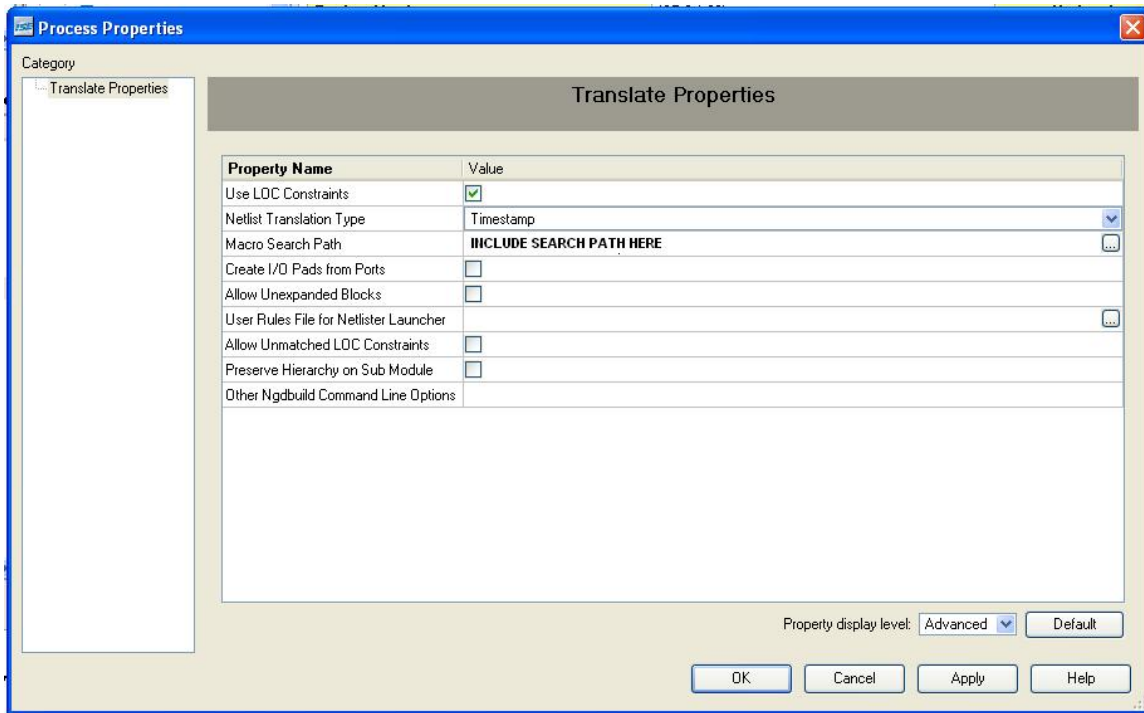 ISE Process Properties
Category
Translate Properties
Translate Properties
Property Name Value
Use LOC Constraints
Netlist Translation Type Timestamp
Macro Search Path INCLUDE SEARCH PATH HERE ...
Create I/O Pads from Ports
Allow Unexpanded Blocks
User Rules File for Netlister Launcher ...
Allow Unmatched LOC Constraints
Preserve Hierarchy on Sub Module
Other Ngdbuild Command Line Options
Property display level: Advanced Default
OK Cancel Apply Help